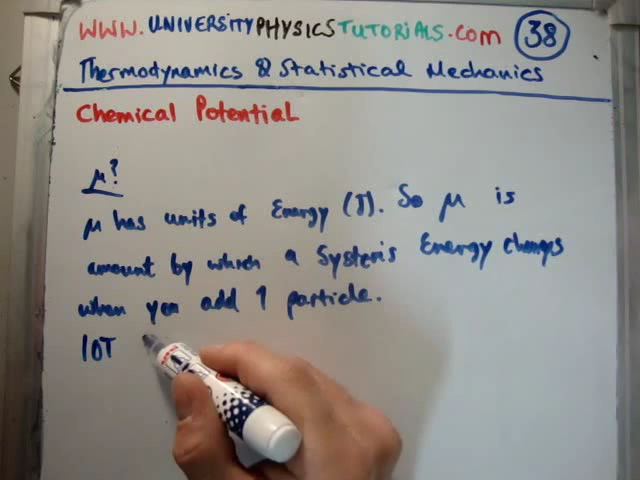 WWW.UNIVERSITYPHYSICSTUTORIALS.COM 38
Thermodynamics & Statistical Mechanics
Chemical Potential
μ?
μ has units of Energy (J). So μ is
amount by which a System's Energy changes
when you add 1 particle.
IOT